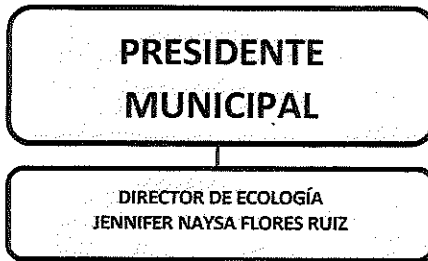 PRESIDENTE
MUNICIPAL
DIRECTOR DE ECOLOGÍA
JENNIFER NAYSA FLORES RUIZ